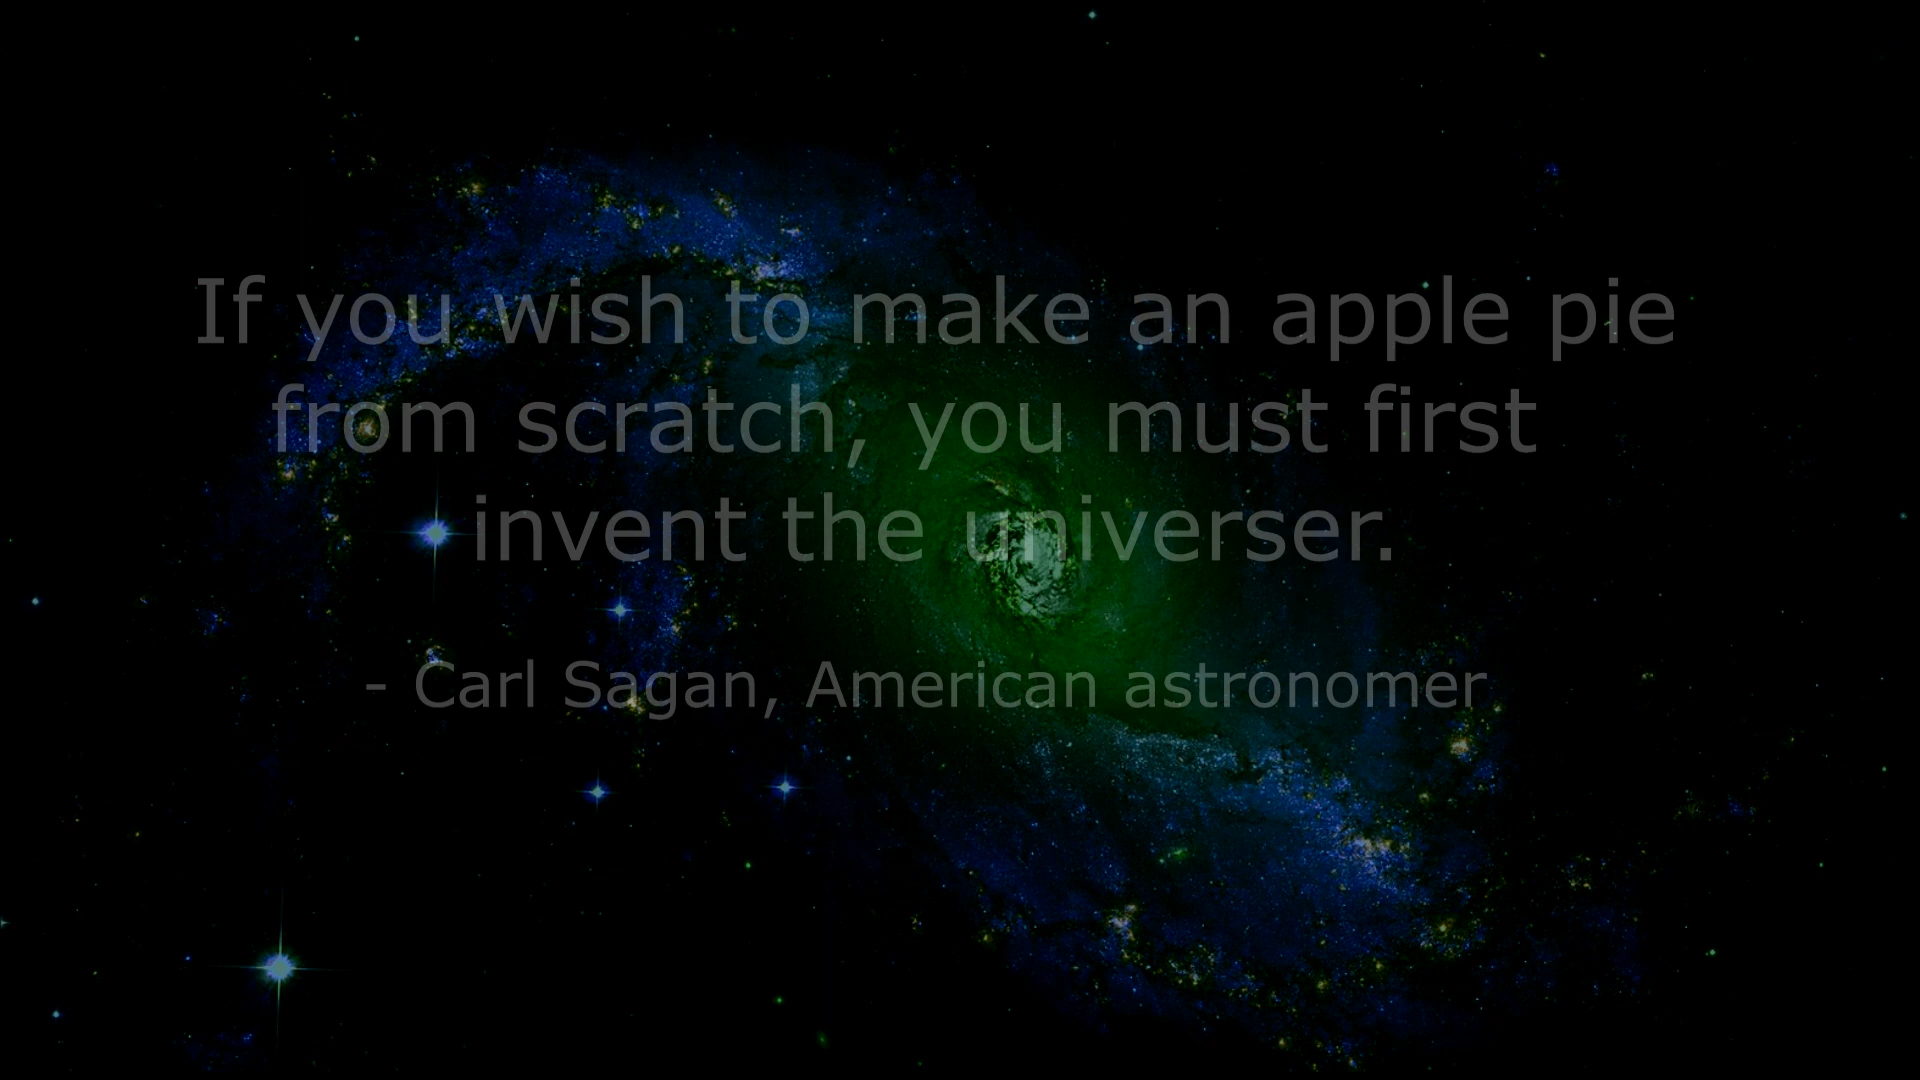 If you wish to make an apple pie
from scratch, you must first
invent the universer.
- Carl Sagan, American astronomer